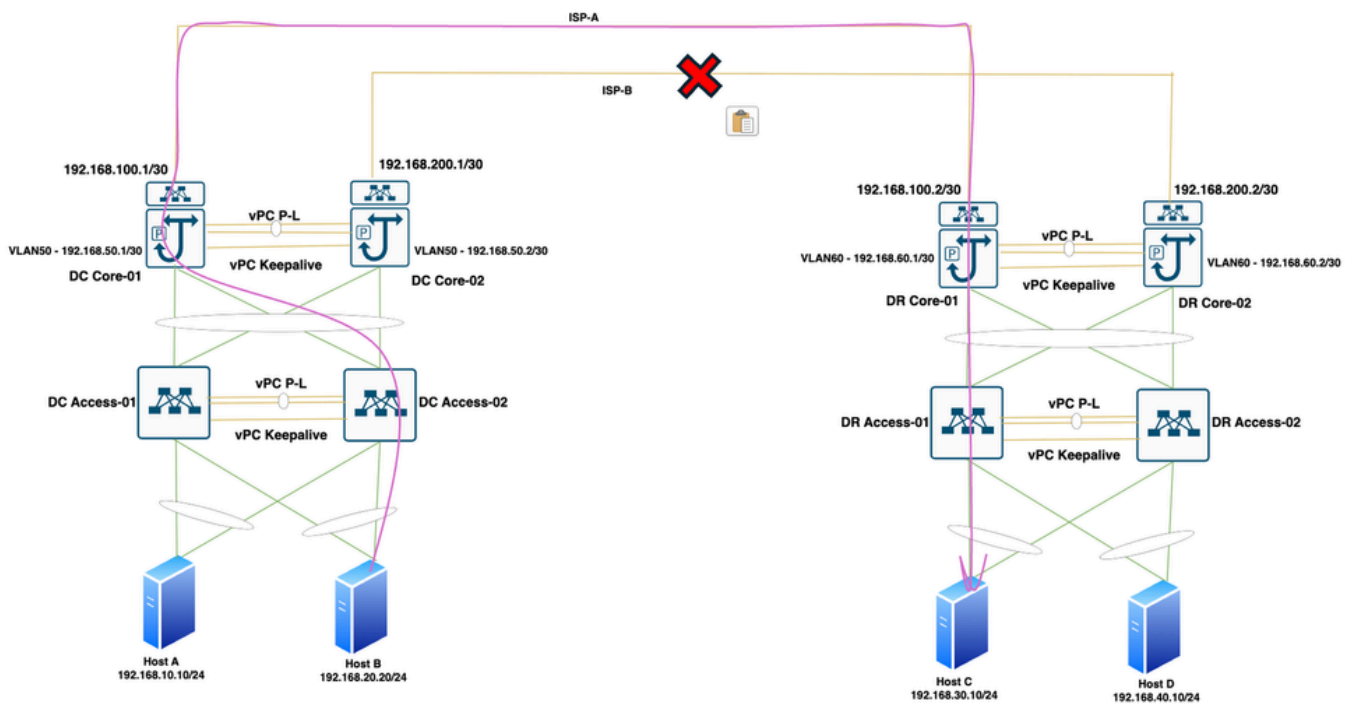 ISP-A
ISP-B
192.168.100.1/30
192.168.200.1/30
192.168.100.2/30
192.168.200.2/30
vPC P-L
P
VLAN50 - 192.168.50.1/30
VLAN50 - 192.168.50.2/30
vPC Keepalive
DC Core-01
DC Core-02
vPC P-L
P
VLAN60 - 192.168.60.1/30
VLAN60 - 192.168.60.2/30
vPC Keepalive
DR Core-01
DR Core-02
vPC P-L
DC Access-01
DC Access-02
vPC Keepalive
vPC P-L
DR Access-01
DR Access-02
vPC Keepalive
Host A
192.168.10.10/24
Host B
192.168.20.20/24
Host C
192.168.30.10/24
Host D
192.168.40.10/24